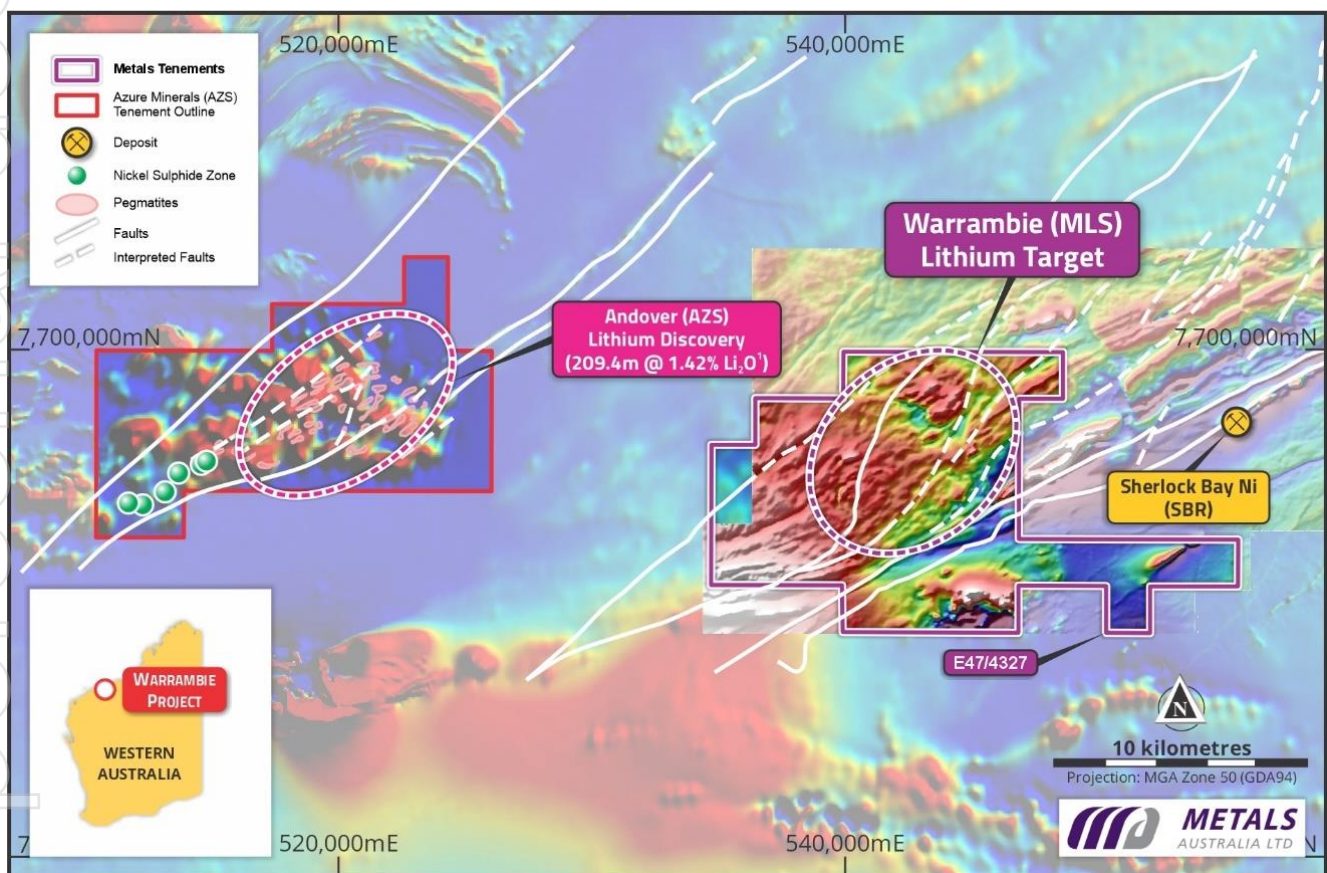 520,000mE
540,000mE
Metals Tenements
Azure Minerals (AZS)
Tenement Outline
Deposit
Nickel Sulphide Zone
Pegmatites
Faults
Interpreted Faults
Warrambie (MLS)
Lithium Target
Andover (AZS)
Lithium Discovery
(209.4m @ 1.42% Li₂O¹)
7,700,000mN
7,700,000mN
Sherlock Bay Ni
(SBR)
E47/4327
WARRAMBIE
PROJECT
WESTERN
AUSTRALIA
N
10 kilometres
Projection: MGA Zone 50 (GDA94)
520,000mE
540,000mE
METALS
AUSTRALIA LTD